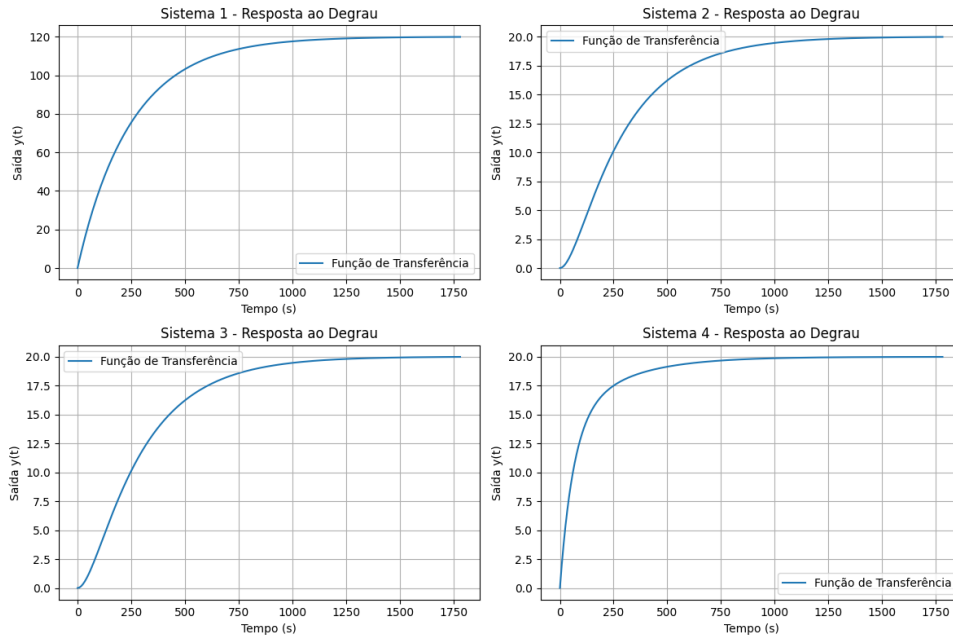 Sistema 1 - Resposta ao Degrau
120
100
80
60
40
20
0
Saída y(t)
Função de Transferência
0 250 500 750 1000 1250 1500 1750
Tempo (s)
Sistema 2 - Resposta ao Degrau
20.0
17.5
15.0
12.5
10.0
7.5
5.0
2.5
0.0
Saída y(t)
Função de Transferência
0 250 500 750 1000 1250 1500 1750
Tempo (s)
Sistema 3 - Resposta ao Degrau
20.0
17.5
15.0
12.5
10.0
7.5
5.0
2.5
0.0
Saída y(t)
Função de Transferência
0 250 500 750 1000 1250 1500 1750
Tempo (s)
Sistema 4 - Resposta ao Degrau
20.0
17.5
15.0
12.5
10.0
7.5
5.0
2.5
0.0
Saída y(t)
Função de Transferência
0 250 500 750 1000 1250 1500 1750
Tempo (s)